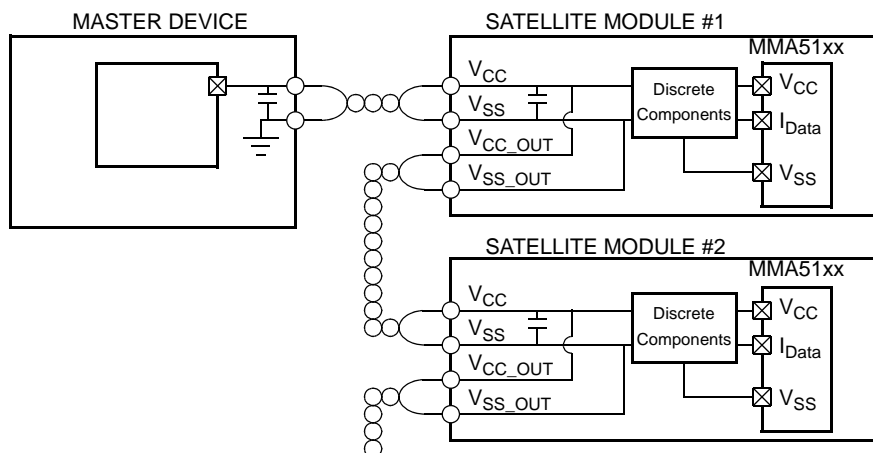 MASTER DEVICE
SATELLITE MODULE #1
MMA51xx
VCC
VSS
VCC_OUT
VSS_OUT
Discrete
Components
VCC
IData
VSS
SATELLITE MODULE #2
MMA51xx
VCC
VSS
VCC_OUT
VSS_OUT
Discrete
Components
VCC
IData
VSS